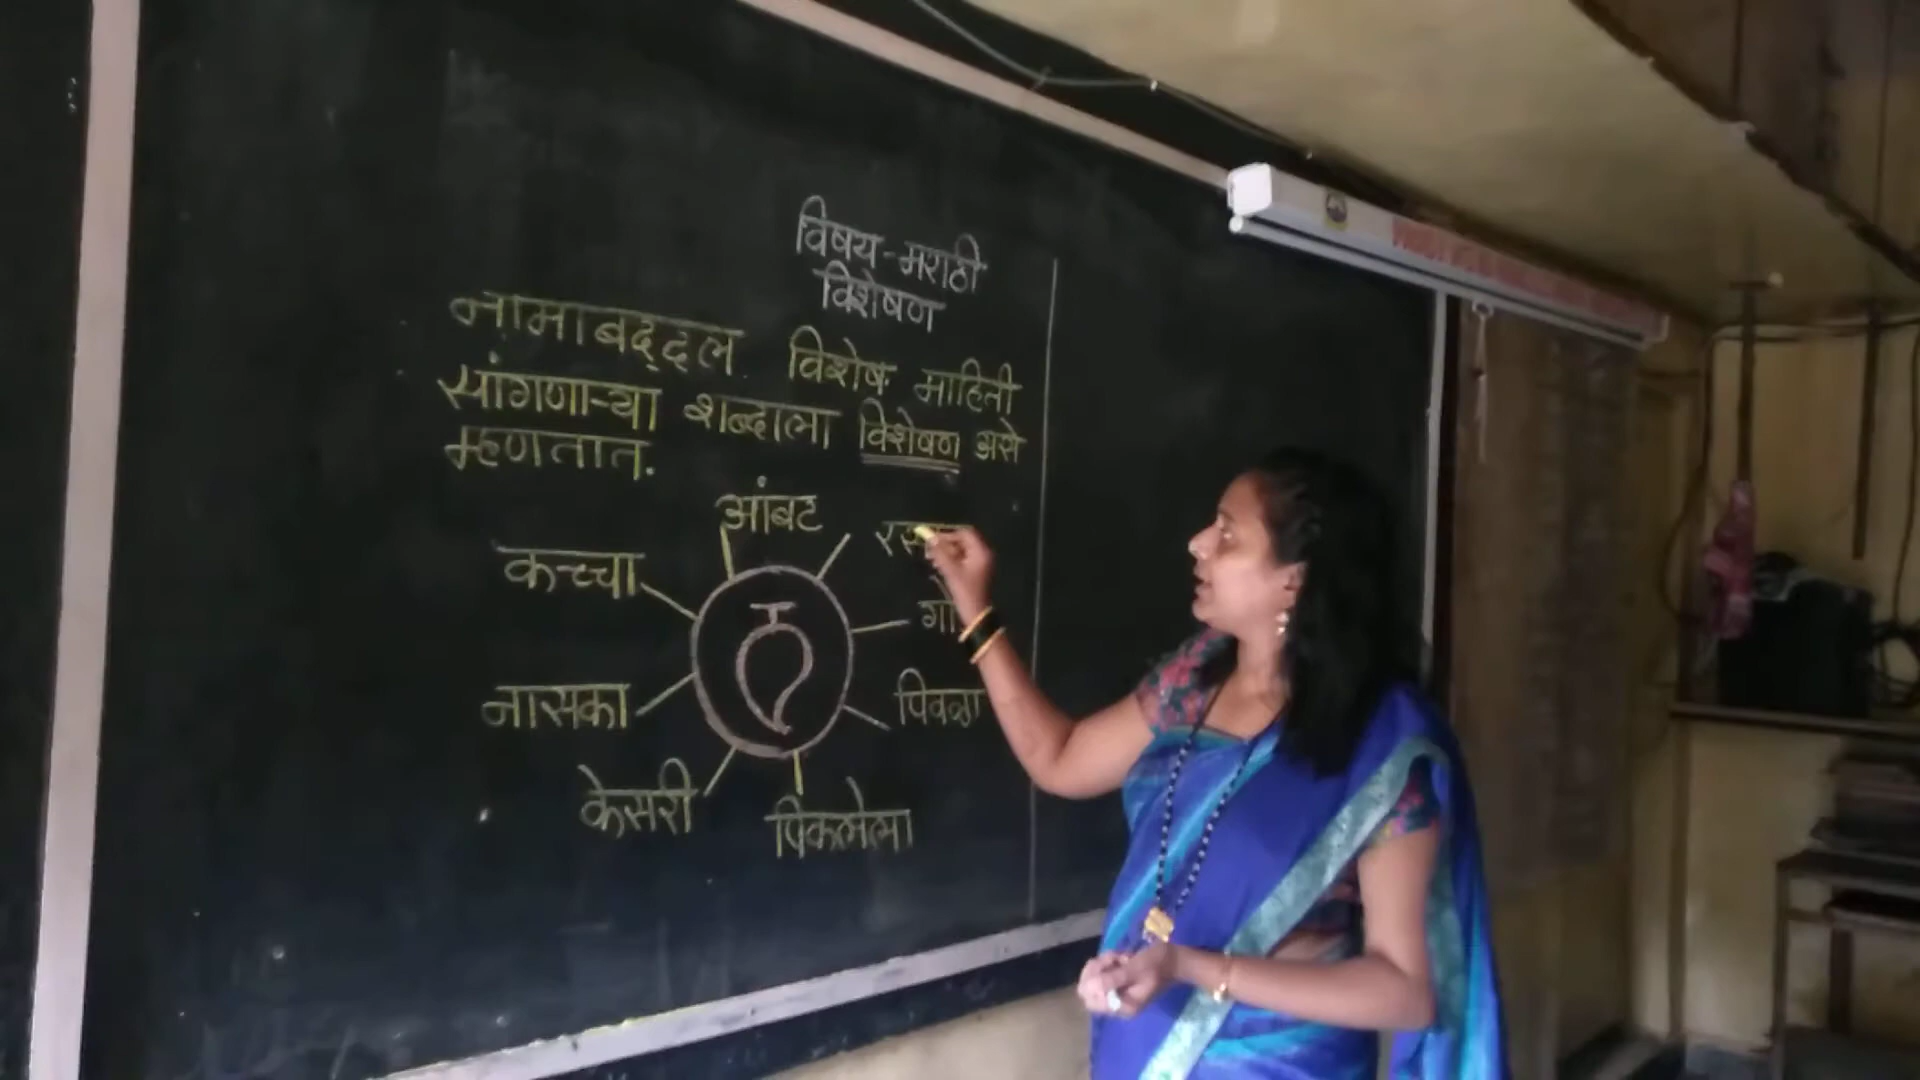 विषय-मराठी
विशेषण
नामाबद्दल विशेष माहिती
सांगणाऱ्या शब्दाला विशेषण असे
म्हणतात.
आंबट
कच्चा
नासका
पिवळा
केसरी
पिकलेला